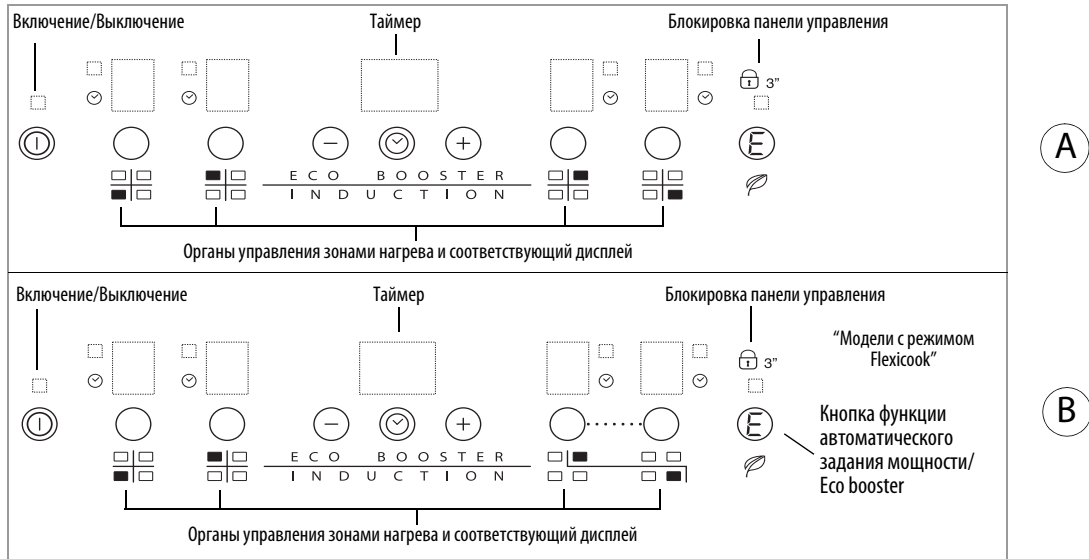 Включение/Выключение
Таймер
Блокировка панели управления
3”
E
A
E C O B O O S T E R
I N D U C T I O N
Органы управления зонами нагрева и соответствующий дисплей
Включение/Выключение
Таймер
Блокировка панели управления
“Модели с режимом
Flexicook”
3”
E
B
Кнопка функции
автоматического
задания мощности/
Eco booster
E C O B O O S T E R
I N D U C T I O N
Органы управления зонами нагрева и соответствующий дисплей